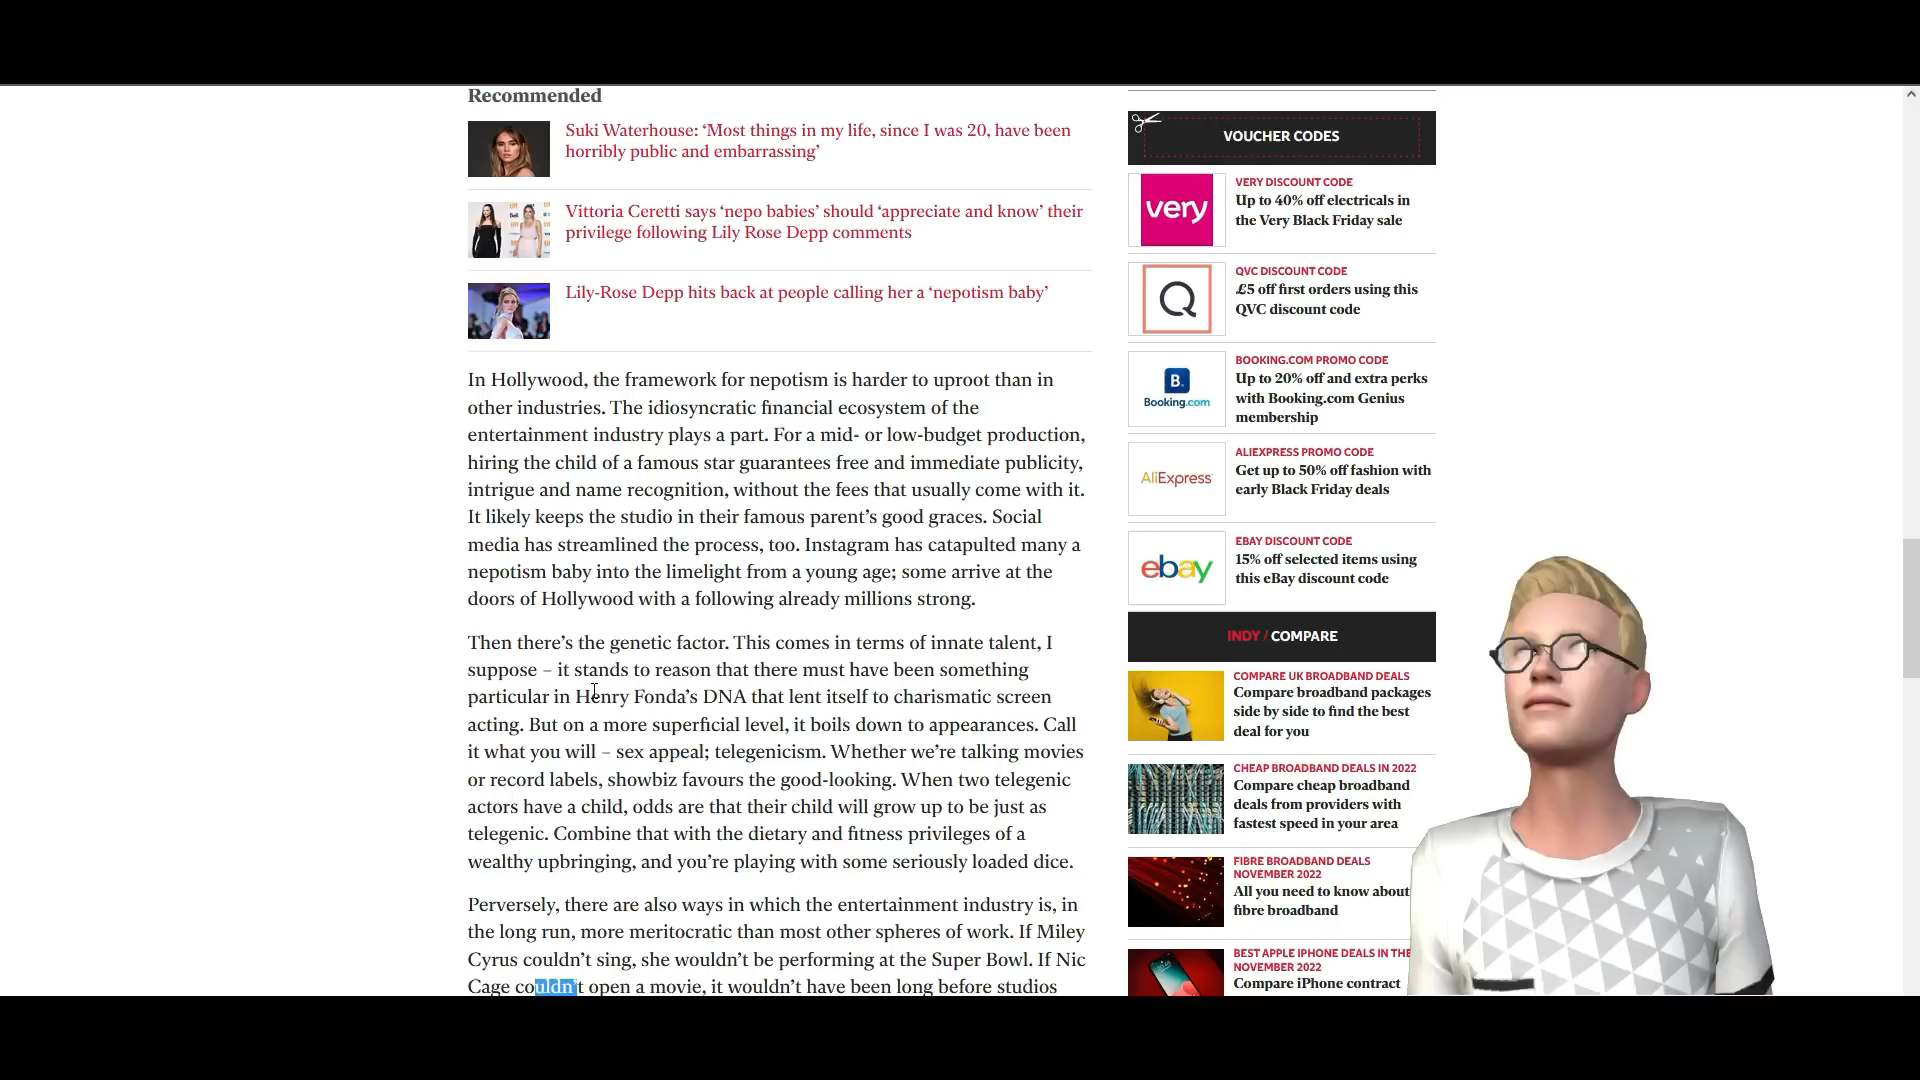 Recommended
Suki Waterhouse: ‘Most things in my life, since I was 20, have been
horribly public and embarrassing’
Vittoria Ceretti says ‘nepo babies’ should ‘appreciate and know’ their
privilege following Lily Rose Depp comments
Lily-Rose Depp hits back at people calling her a ‘nepotism baby’
In Hollywood, the framework for nepotism is harder to uproot than in
other industries. The idiosyncratic financial ecosystem of the
entertainment industry plays a part. For a mid- or low-budget production,
hiring the child of a famous star guarantees free and immediate publicity,
intrigue and name recognition, without the fees that usually come with it.
It likely keeps the studio in their famous parent’s good graces. Social
media has streamlined the process, too. Instagram has catapulted many a
nepotism baby into the limelight from a young age; some arrive at the
doors of Hollywood with a following already millions strong.
Then there’s the genetic factor. This comes in terms of innate talent, I
suppose – it stands to reason that there must have been something
particular in Henry Fonda’s DNA that lent itself to charismatic screen
acting. But on a more superficial level, it boils down to appearances. Call
it what you will – sex appeal; telegenicism. Whether we’re talking movies
or record labels, showbiz favours the good-looking. When two telegenic
actors have a child, odds are that their child will grow up to be just as
telegenic. Combine that with the dietary and fitness privileges of a
wealthy upbringing, and you’re playing with some seriously loaded dice.
Perversely, there are also ways in which the entertainment industry is, in
the long run, more meritocratic than most other spheres of work. If Miley
Cyrus couldn’t sing, she wouldn’t be performing at the Super Bowl. If Nic
Cage couldn’t open a movie, it wouldn’t have been long before studios
VOUCHER CODES
very
VERY DISCOUNT CODE
Up to 40% off electricals in
the Very Black Friday sale
Q
QVC DISCOUNT CODE
£5 off first orders using this
QVC discount code
B.
Booking.com
BOOKING.COM PROMO CODE
Up to 20% off and extra perks
with Booking.com Genius
membership
AliExpress
ALIEXPRESS PROMO CODE
Get up to 50% off fashion with
early Black Friday deals
ebay
EBAY DISCOUNT CODE
15% off selected items using
this eBay discount code
INDY / COMPARE
COMPARE UK BROADBAND DEALS
Compare broadband packages
side by side to find the best
deal for you
CHEAP BROADBAND DEALS IN 2022
Compare cheap broadband
deals from providers with
fastest speed in your area
FIBRE BROADBAND DEALS
NOVEMBER 2022
All you need to know about
fibre broadband
BEST APPLE IPHONE DEALS IN THE
NOVEMBER 2022
Compare iPhone contract